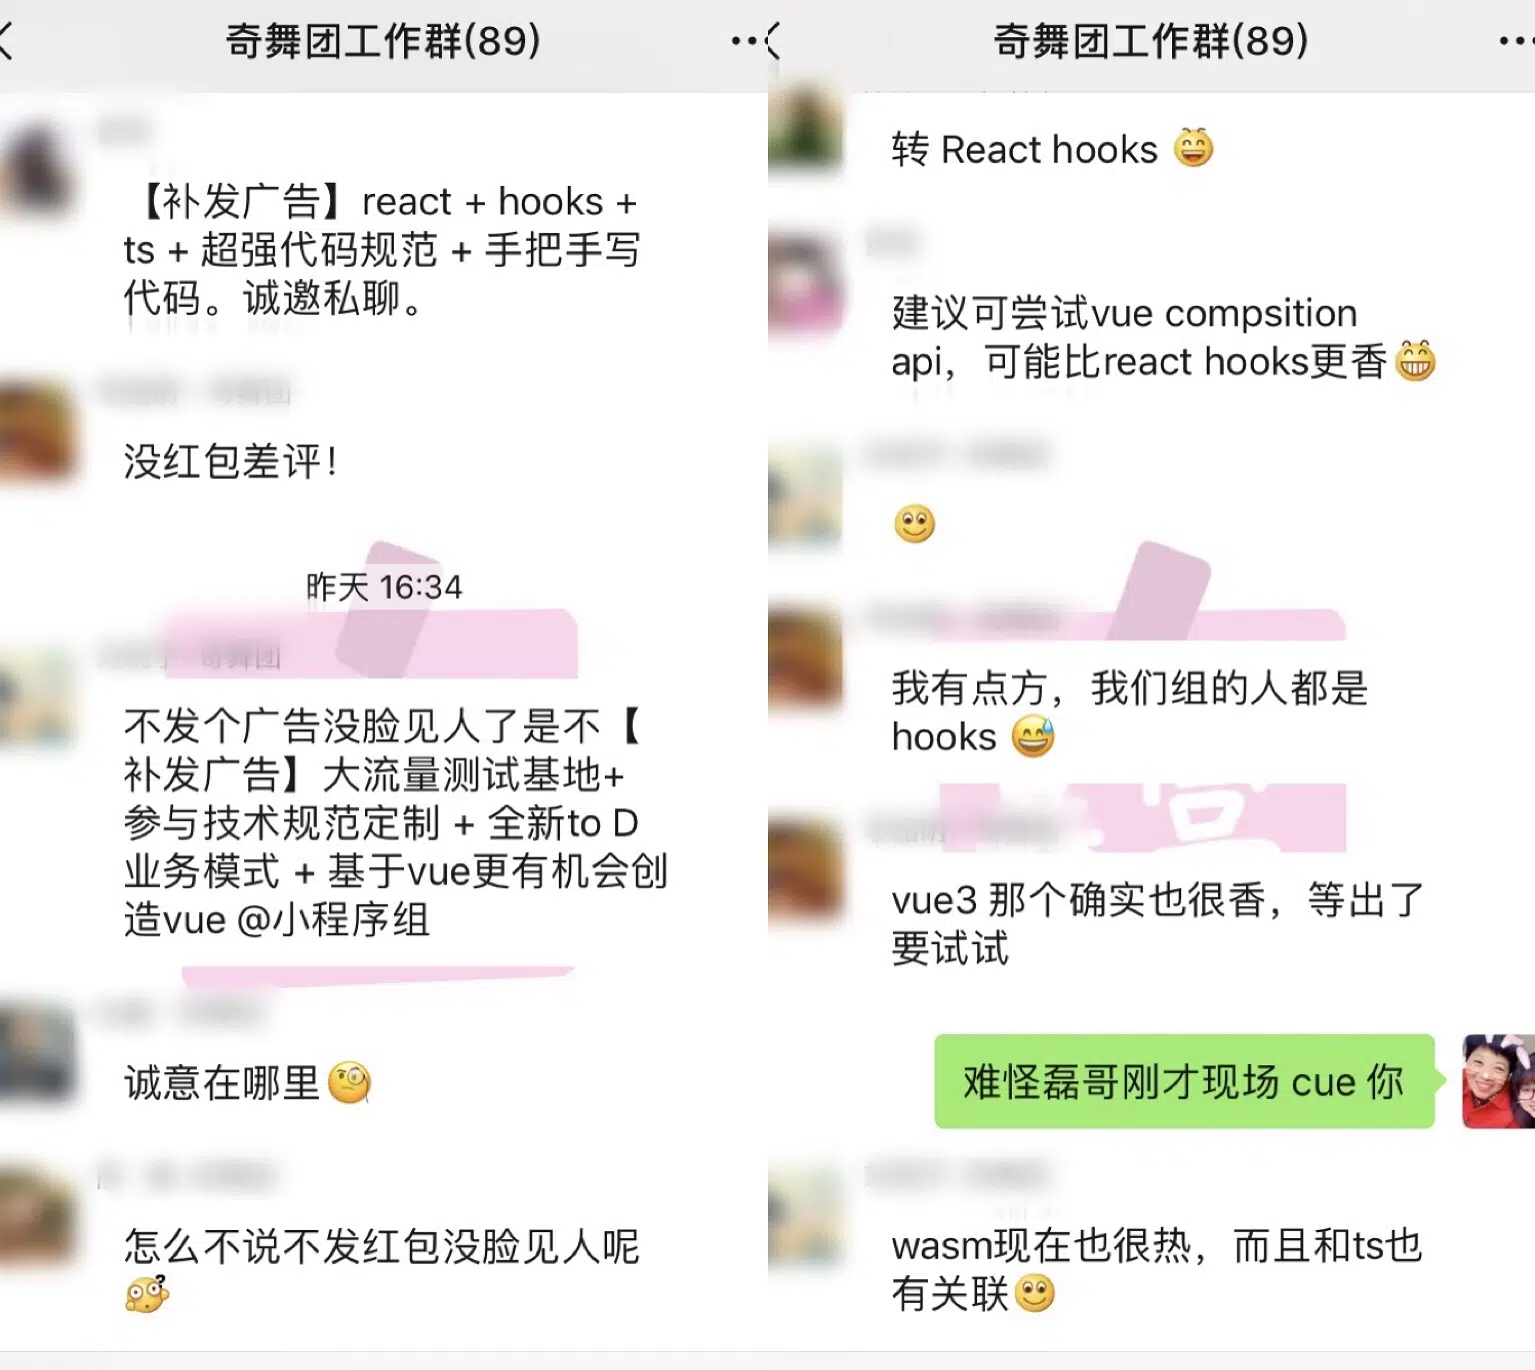 奇舞团工作群(89)
【补发广告】react + hooks +
ts + 超强代码规范 + 手把手写
代码。诚邀私聊。
没红包差评！
昨天 16:34
奇舞团
不发个广告没脸见人了是不【
补发广告】大流量测试基地+
参与技术规范定制 + 全新to D
业务模式 + 基于vue更有机会创
造vue @小程序组
诚意在哪里
怎么不说不发红包没脸见人呢
奇舞团工作群(89)
转 React hooks
建议可尝试vue compsition
api，可能比react hooks更香
我有点方，我们组的人都是
hooks
vue3 那个确实也很香，等出了
要试试
难怪磊哥刚才现场 cue 你
wasm现在也很热，而且和ts也
有关联